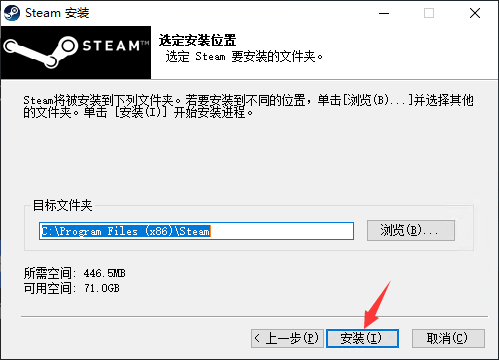 Steam 安装
STEAM™
选定安装位置
选定 Steam 要安装的文件夹。
Steam将被安装到下列文件夹。若要安装到不同的位置，单击[浏览(B)...]并选择其他
的文件夹。单击 [安装(I)] 开始安装进程。
目标文件夹
C:\Program Files (x86)\Steam
浏览(B)...
所需空间: 446.5MB
可用空间: 71.0GB
< 上一步(P)
安装(I)
取消(C)